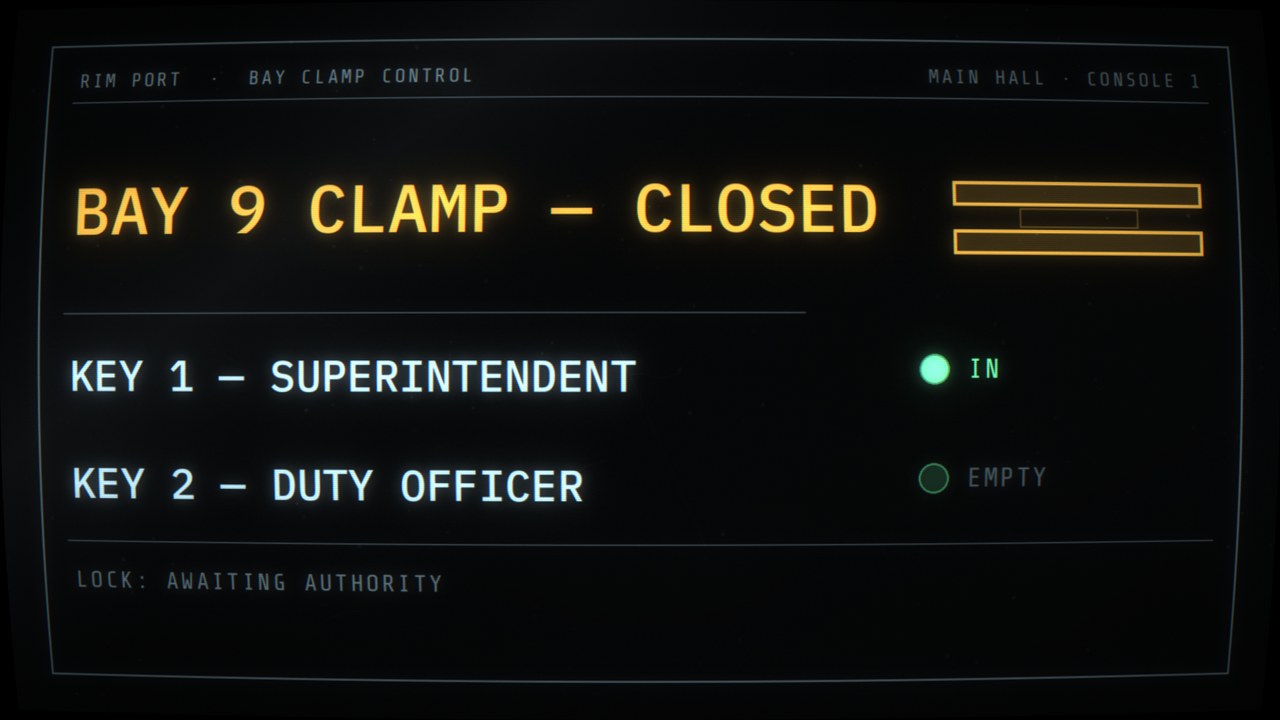 RIM PORT · BAY CLAMP CONTROL
MAIN HALL · CONSOLE 1
BAY 9 CLAMP — CLOSED
KEY 1 — SUPERINTENDENT
IN
KEY 2 — DUTY OFFICER
EMPTY
LOCK: AWAITING AUTHORITY